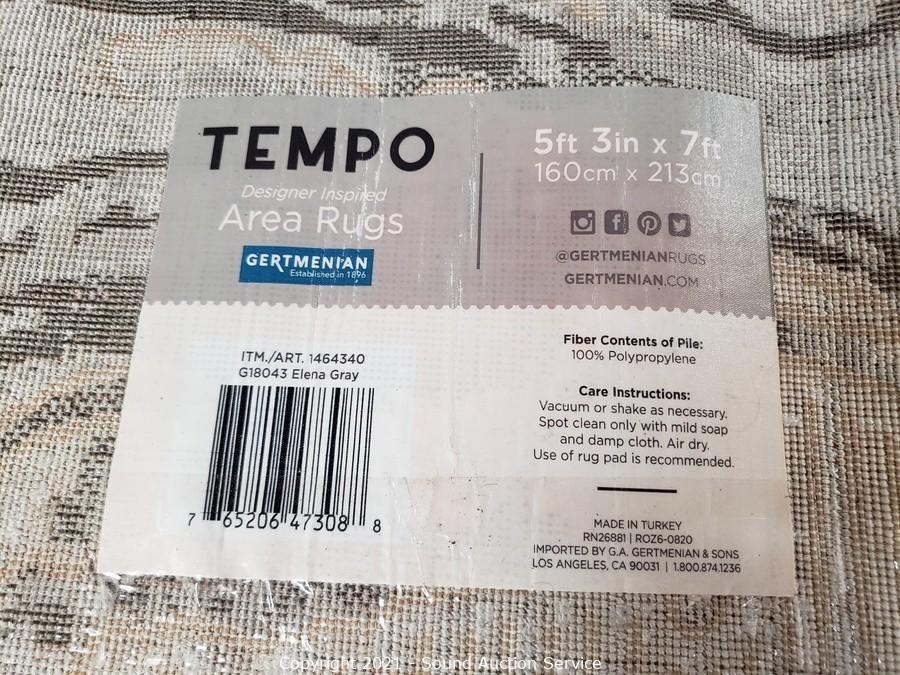 TEMPO
Designer Inspired
Area Rugs
GERTMENIAN
Established in 1896
5ft 3in x 7ft
160cm x 213cm
@GERTMENIANRUGS
GERTMENIAN.COM
ITM./ART. 1464340
G18043 Elena Gray
7 65206 47308 8
Fiber Contents of Pile:
100% Polypropylene
Care Instructions:
Vacuum or shake as necessary.
Spot clean only with mild soap
and damp cloth. Air dry.
Use of rug pad is recommended.
MADE IN TURKEY
RN26881 | ROZ6-0820
IMPORTED BY G.A. GERTMENIAN & SONS
LOS ANGELES, CA 90031 | 1.800.874.1236
Copyright 2021 - Sound Auction Service